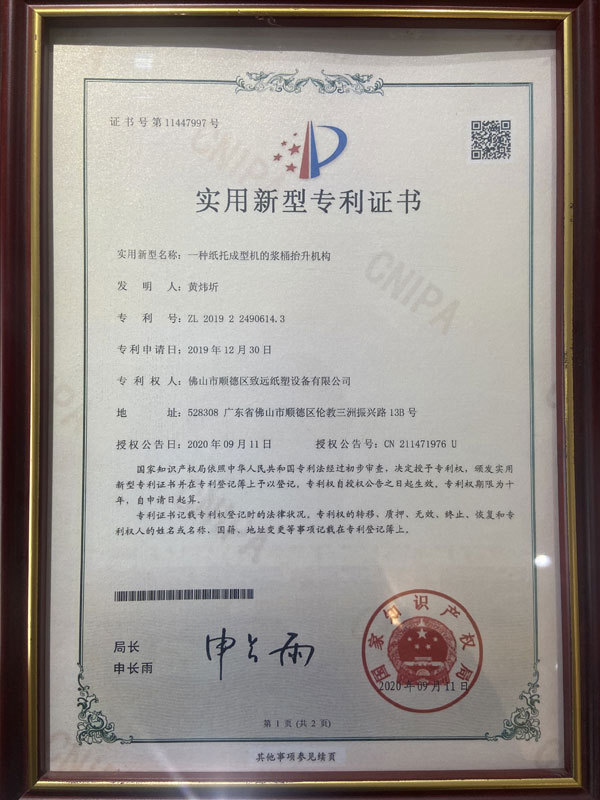 证书号第11447997号
实用新型专利证书
实用新型名称：一种纸托成型机的浆桶抬升机构
发明人：黄炜圻
专利号：ZL 2019 2 2490614.3
专利申请日：2019年12月30日
专利权人：佛山市顺德区致远纸塑设备有限公司
地址：528308 广东省佛山市顺德区伦教三洲振兴路13B号
授权公告日：2020年09月11日 授权公告号：CN 211471976 U
国家知识产权局依照中华人民共和国专利法经过初步审查，决定授予专利权，颁发实用
新型专利证书并在专利登记簿上予以登记，专利权自授权公告之日起生效，专利权期限为十
年，自申请日起算。
专利证书记载专利权登记时的法律状况，专利权的转移、质押、无效、终止、恢复和专
利权人的姓名或名称、国籍、地址变更等事项记载在专利登记簿上。
局长
申长雨
申长雨
国家知识产权局
2020年09月11日
第1页(共2页)
其他事项参见续页
CNIPA
CNIPA
CNIPA
CNIPA